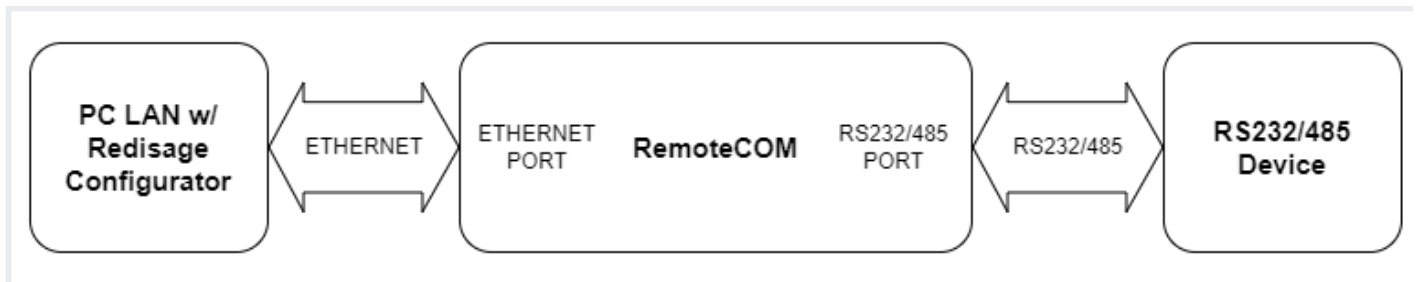 PC LAN w/
Redisage
Configurator
ETHERNET
ETHERNET
PORT
RemoteCOM
RS232/485
PORT
RS232/485
RS232/485
Device